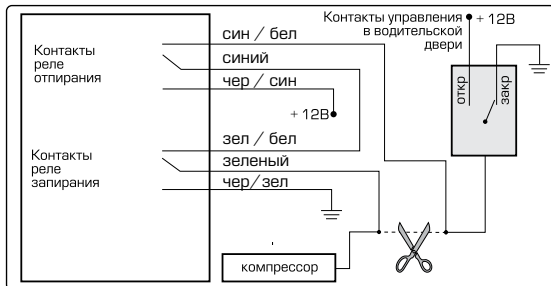 Контакты
реле
отпирания
син / бел
синий
чер / син
+ 12В
Контакты управления
в водительской
двери
+ 12В
откр
закр
Контакты
реле
запирания
зел / бел
зеленый
чер/зел
компрессор